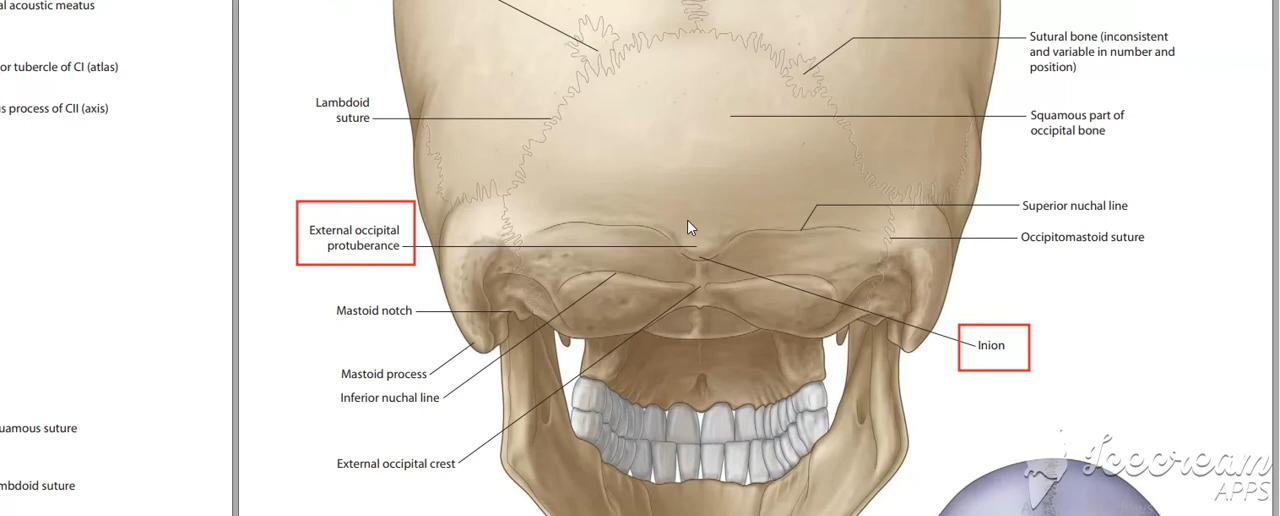 al acoustic meatus
or tubercle of CI (atlas)
s process of CII (axis)
uamous suture
mbdoid suture
Lambdoid
suture
External occipital
protuberance
Mastoid notch
Mastoid process
Inferior nuchal line
External occipital crest
Sutural bone (inconsistent
and variable in number and
position)
Squamous part of
occipital bone
Superior nuchal line
Occipitomastoid suture
Inion
Icecream
APPS